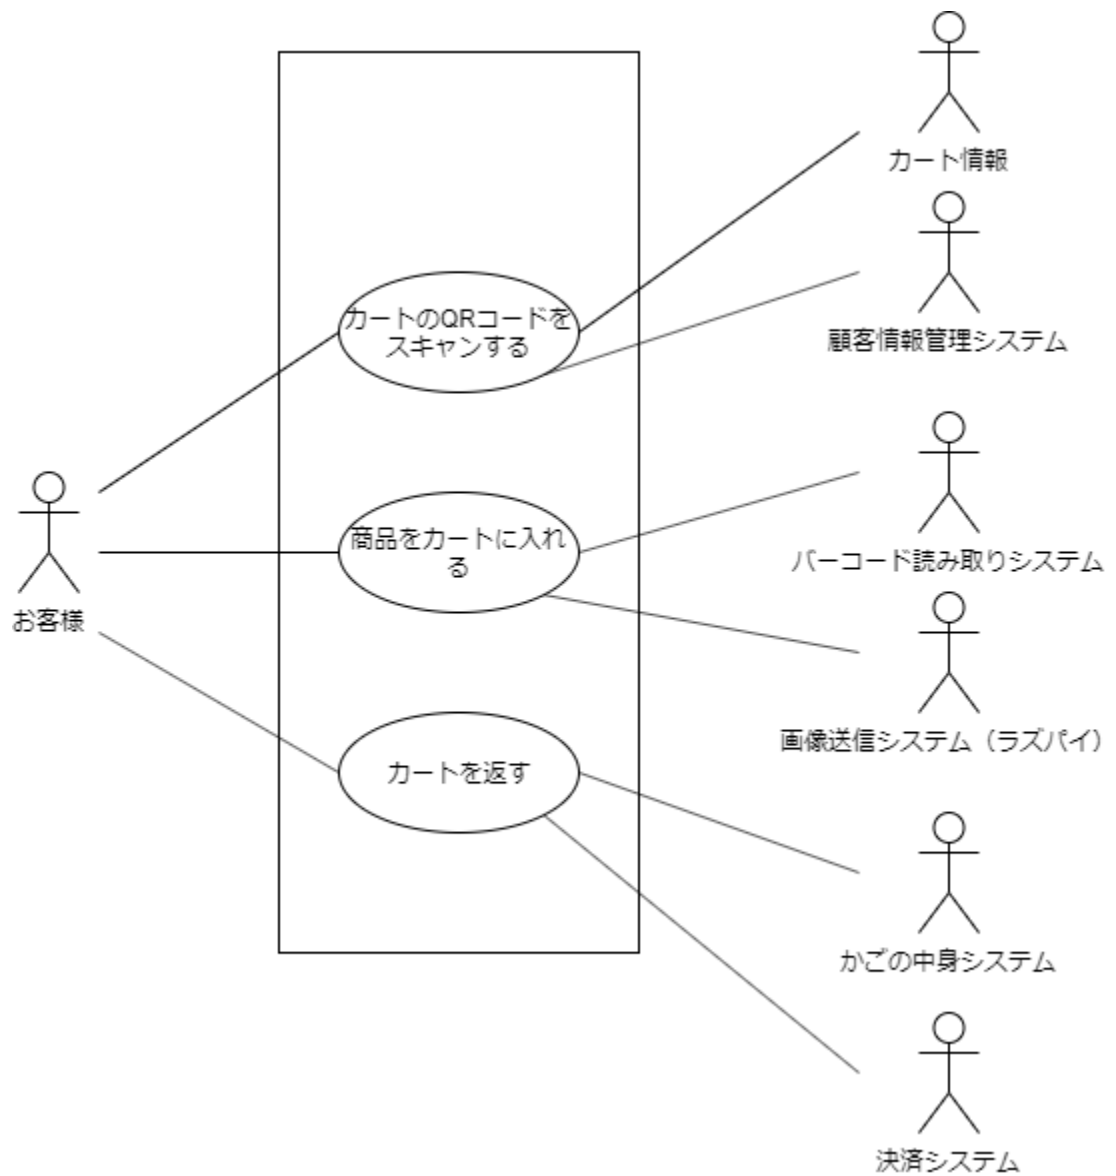 カート情報
顧客情報管理システム
カートのQRコードを
スキャンする
商品をカートに入れ
る
バーコード読み取りシステム
お客様
画像送信システム（ラズパイ）
カートを返す
かごの中身システム
決済システム